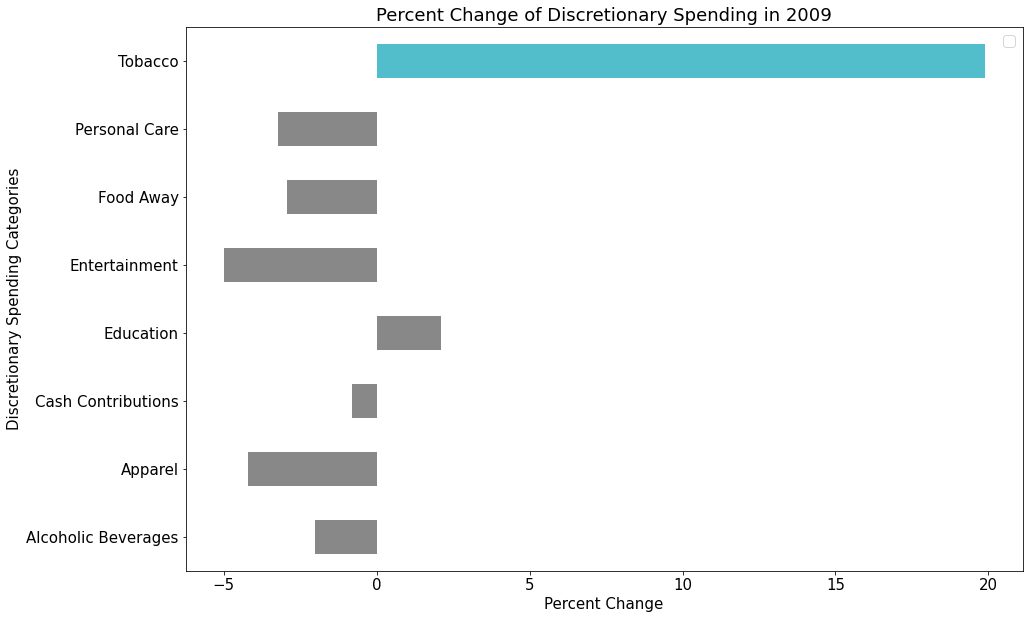 Percent Change of Discretionary Spending in 2009
Discretionary Spending Categories
Tobacco
Personal Care
Food Away
Entertainment
Education
Cash Contributions
Apparel
Alcoholic Beverages
−5 0 5 10 15 20
Percent Change